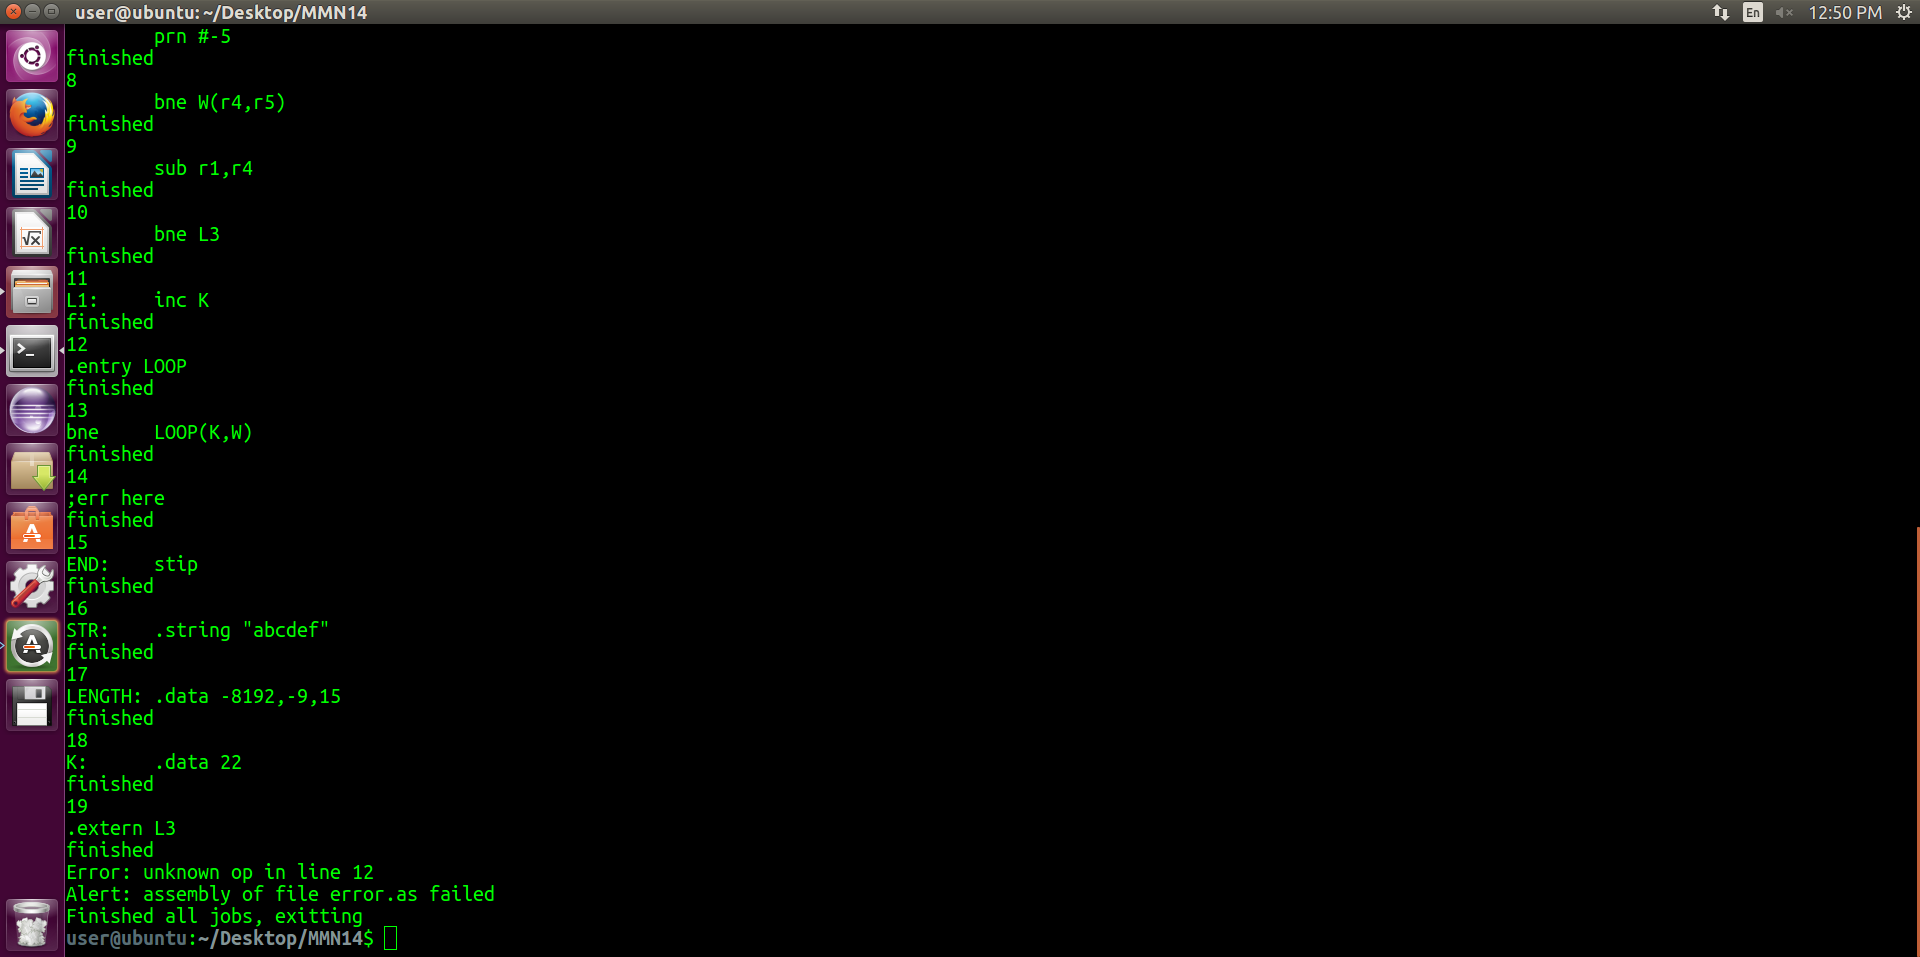 user@ubuntu: ~/Desktop/MMN14
En
12:50 PM
prn #-5
finished
8
bne W(r4,r5)
finished
9
sub r1,r4
finished
10
bne L3
finished
11
L1: inc K
finished
12
.entry LOOP
finished
13
bne LOOP(K,W)
finished
14
;err here
finished
15
END: stip
finished
16
STR: .string "abcdef"
finished
17
LENGTH: .data -8192,-9,15
finished
18
K: .data 22
finished
19
.extern L3
finished
Error: unknown op in line 12
Alert: assembly of file error.as failed
Finished all jobs, exitting
user@ubuntu:~/Desktop/MMN14$